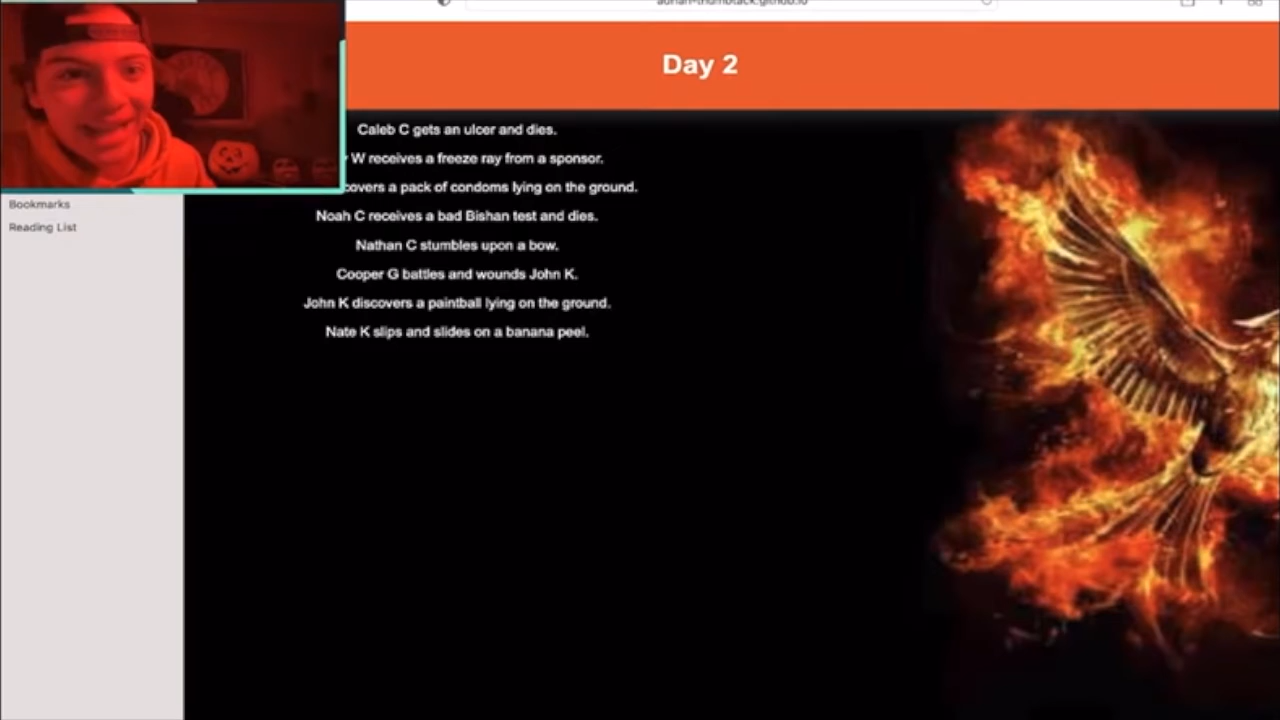 Day 2
Caleb C gets an ulcer and dies.
W receives a freeze ray from a sponsor.
covers a pack of condoms lying on the ground.
Bookmarks
Noah C receives a bad Bishan test and dies.
Reading List
Nathan C stumbles upon a bow.
Cooper G battles and wounds John K.
John K discovers a paintball lying on the ground.
Nate K slips and slides on a banana peel.